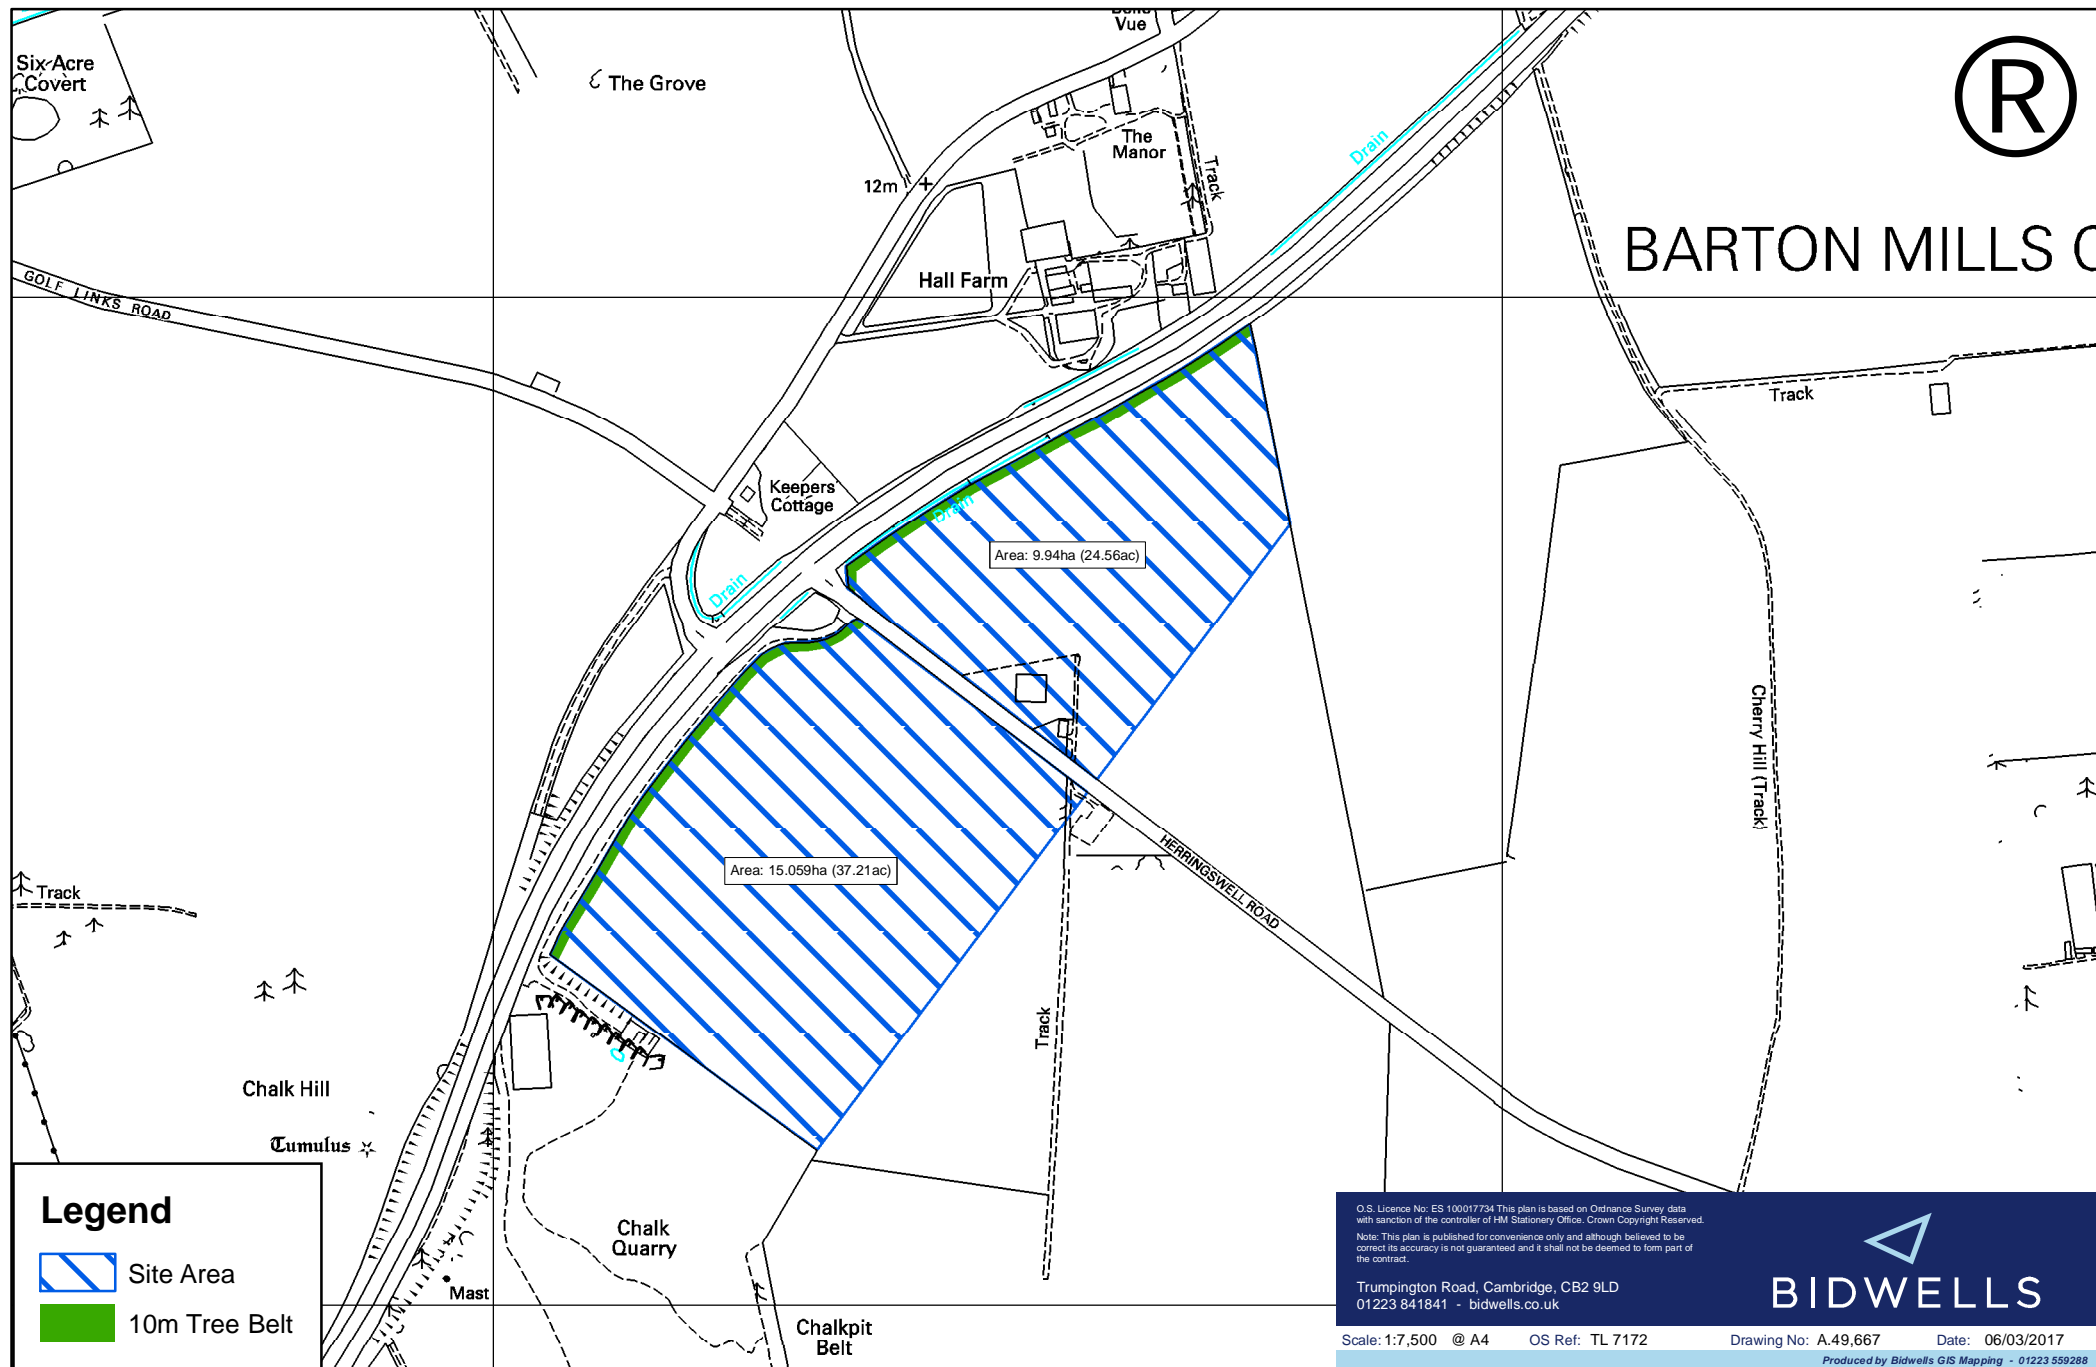 Vue
Six Acre
Covert
The Grove
The
Manor
Track
Drain
12m
®
BARTON MILLS
Hall Farm
GOLF LINKS ROAD
Track
Keepers
Cottage
Drain
Area: 9.94ha (24.56ac)
Drain
Cherry Hill (Track)
HERRINGSWELL ROAD
Area: 15.059ha (37.21ac)
Track
Track
Chalk Hill
Tumulus
Chalk
Quarry
Mast
Chalkpit
Belt
Legend
Site Area
10m Tree Belt
O.S. Licence No: ES 100017734 This plan is based on Ordnance Survey data
with sanction of the controller of HM Stationery Office. Crown Copyright Reserved.
Note: This plan is published for convenience only and although believed to be
correct its accuracy is not guaranteed and it shall not be deemed to form part of
the contract.
Trumpington Road, Cambridge, CB2 9LD
01223 841841 - bidwells.co.uk
BIDWELLS
Scale: 1:7,500 @ A4 OS Ref: TL 7172 Drawing No: A.49,667 Date: 06/03/2017
Produced by Bidwells GIS Mapping - 01223 559288